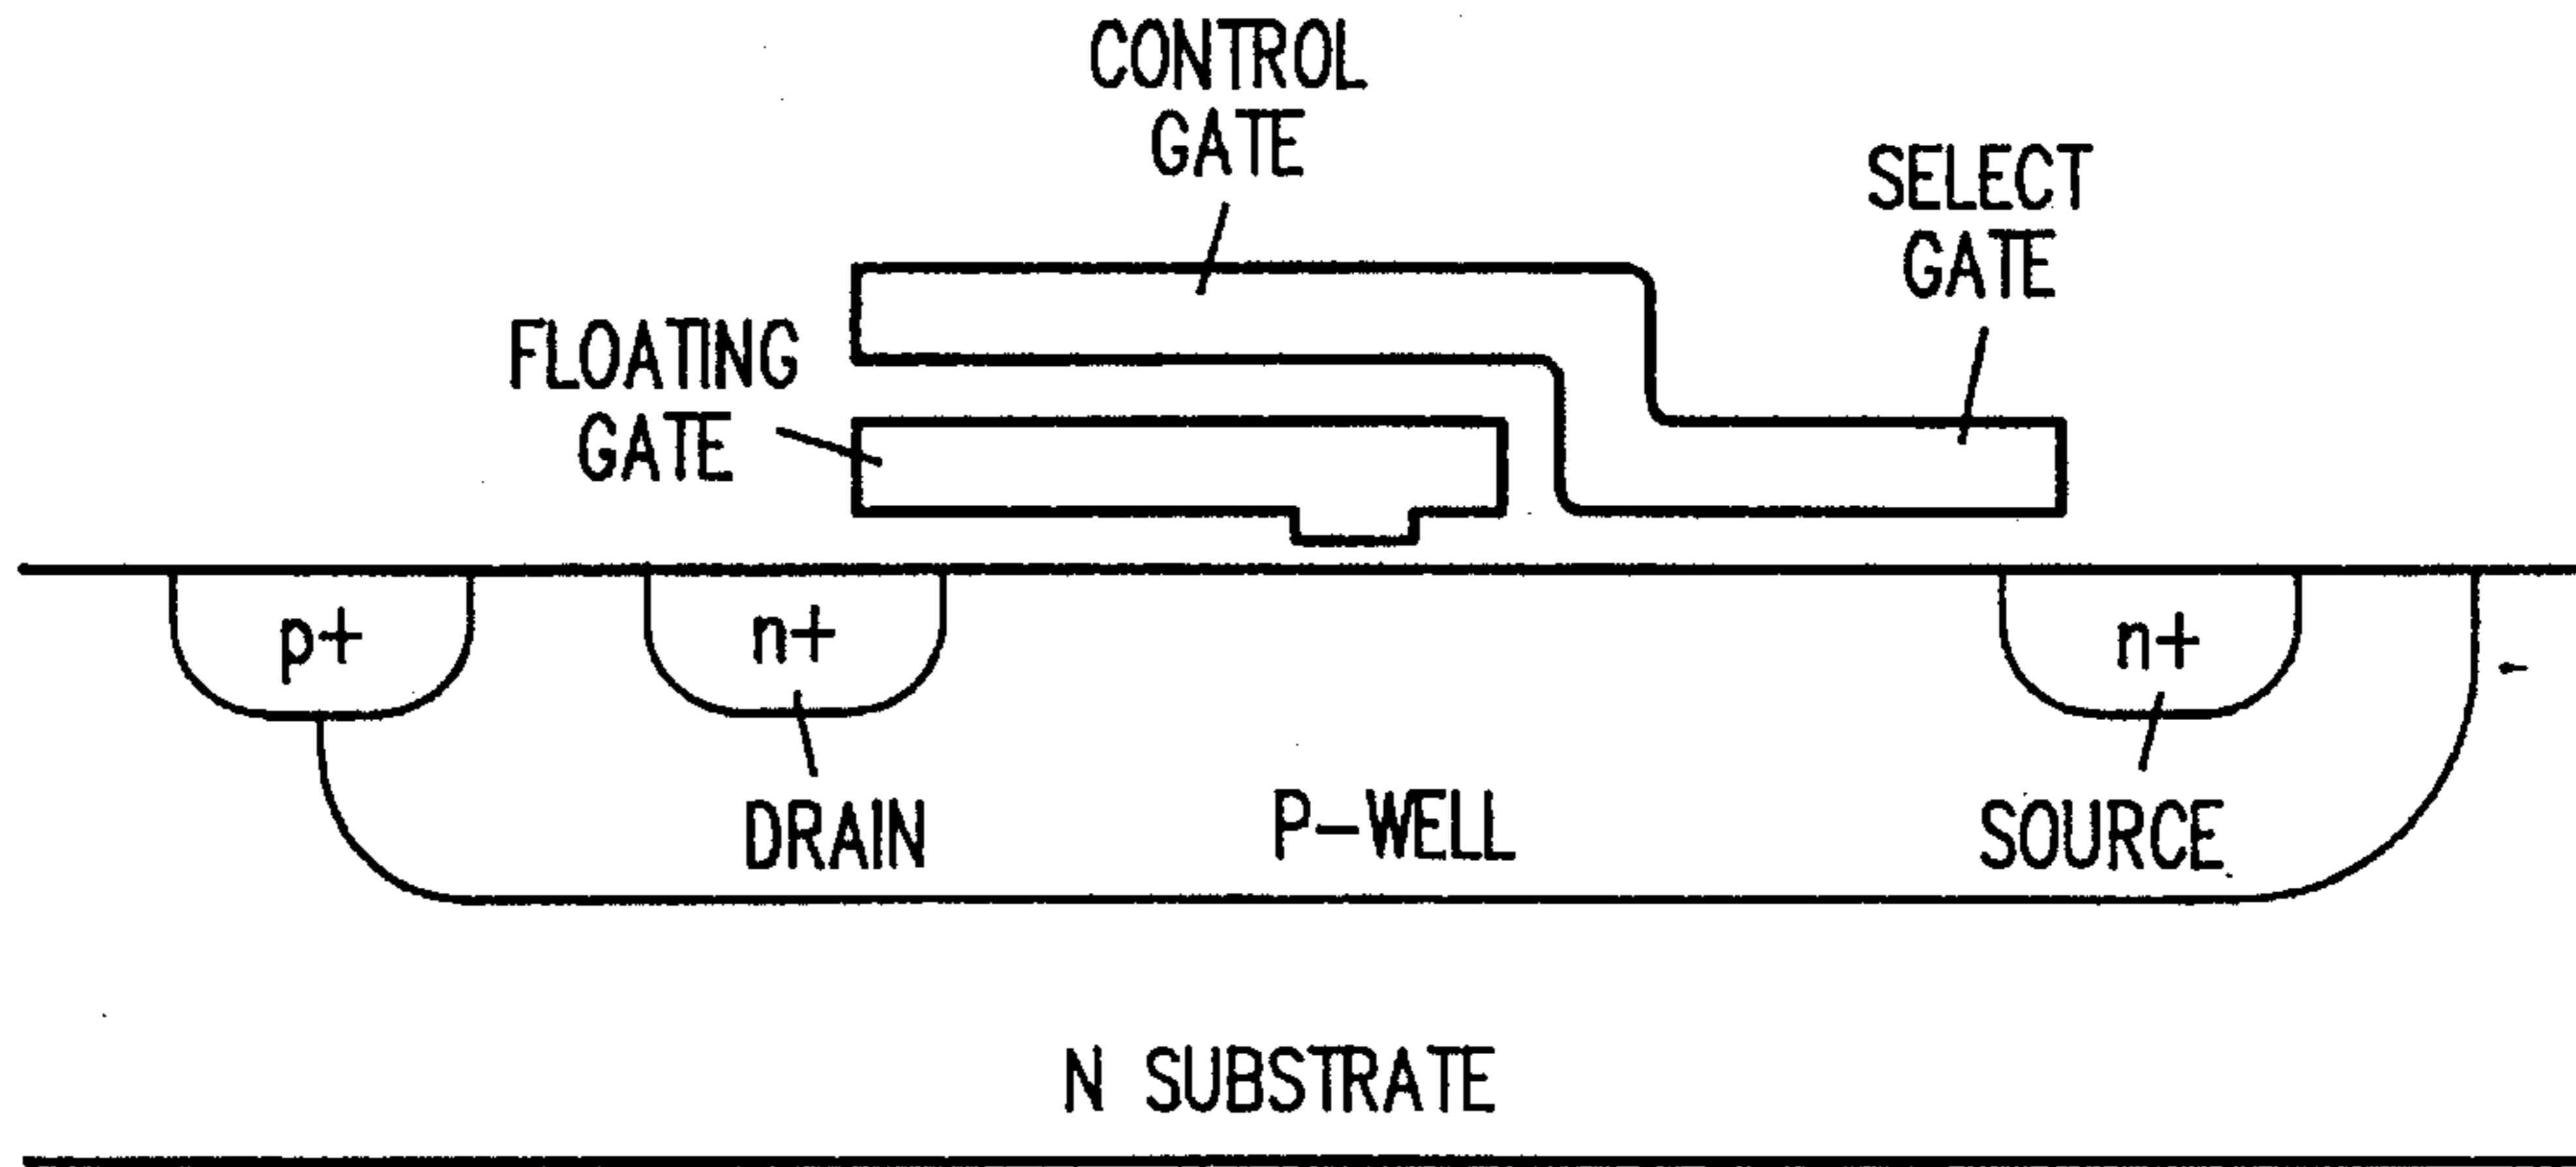 CONTROL
GATE
SELECT
GATE
FLOATING
GATE
p+
n+
n+
DRAIN
P-WELL
SOURCE
N SUBSTRATE